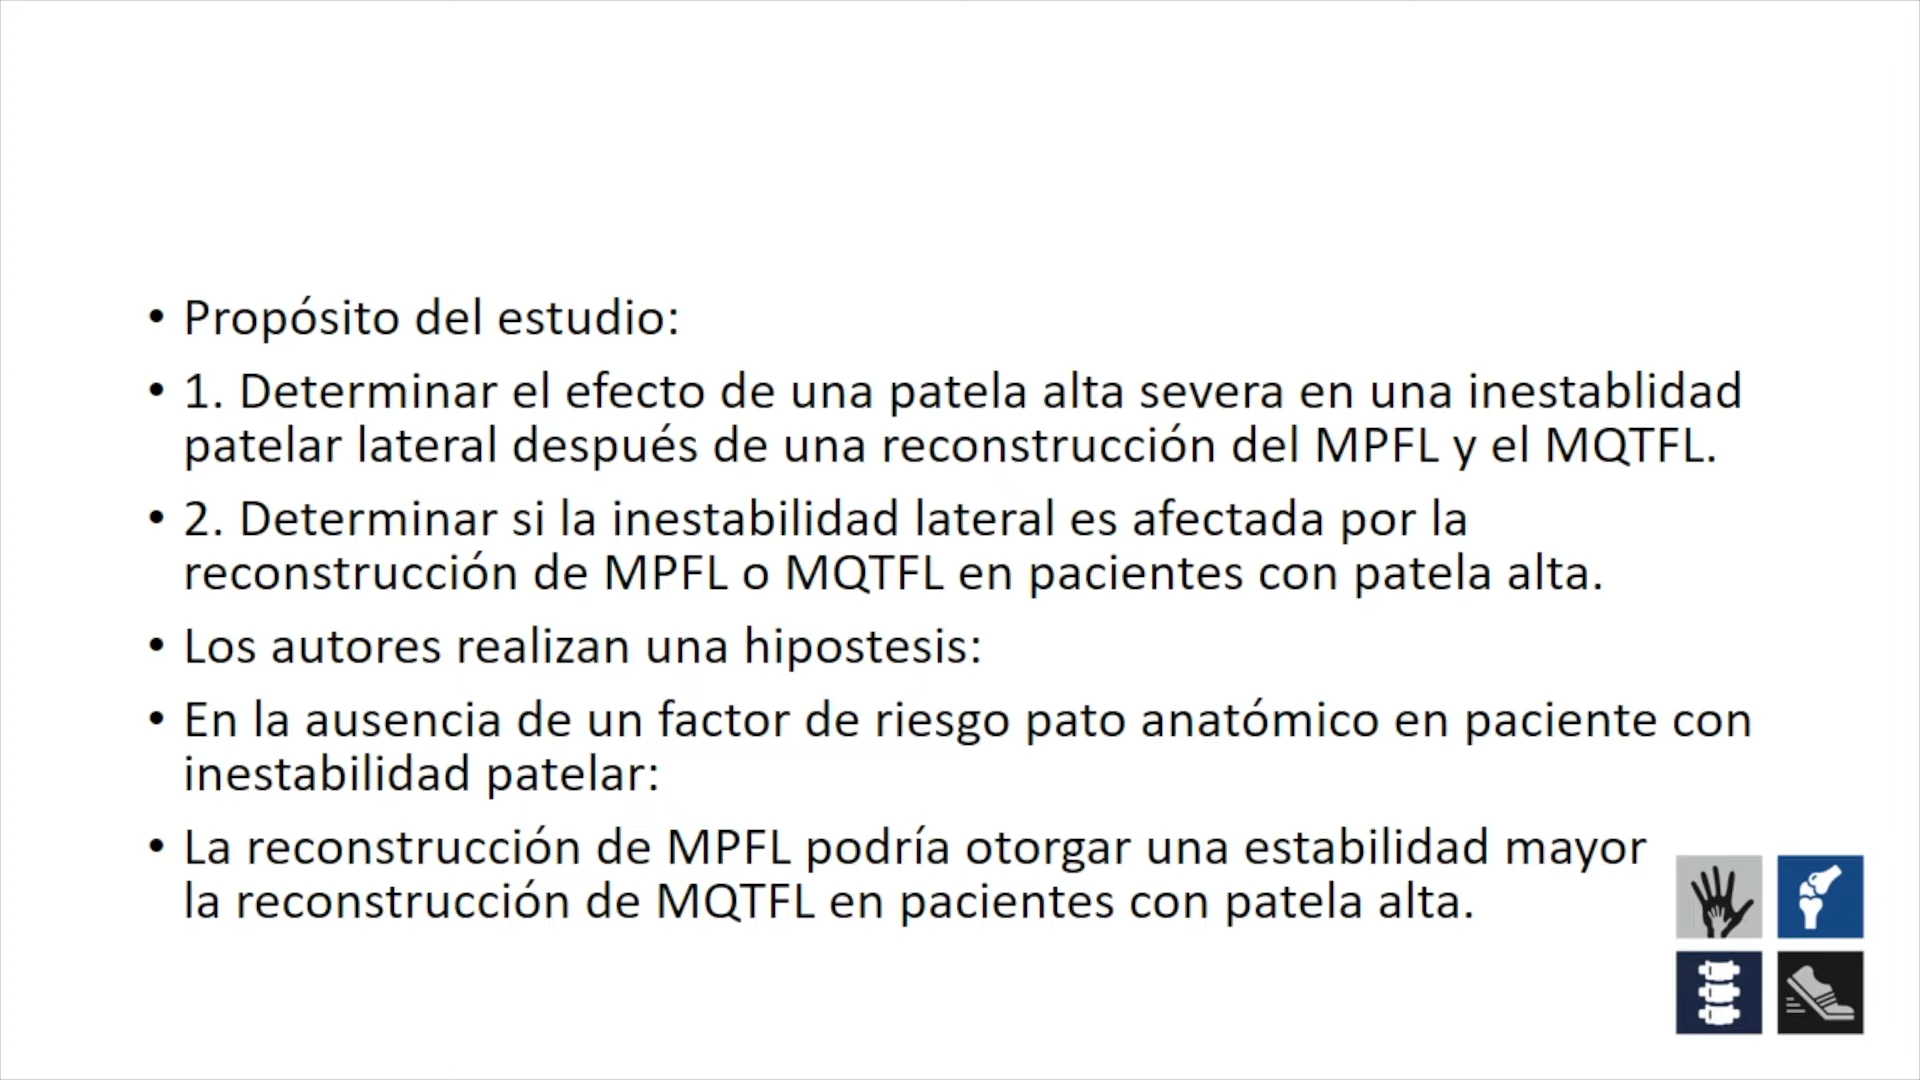 • Propósito del estudio:
• 1. Determinar el efecto de una patela alta severa en una inestablidad
patelar lateral después de una reconstrucción del MPFL y el MQTFL.
• 2. Determinar si la inestabilidad lateral es afectada por la
reconstrucción de MPFL o MQTFL en pacientes con patela alta.
• Los autores realizan una hipostesis:
• En la ausencia de un factor de riesgo pato anatómico en paciente con
inestabilidad patelar:
• La reconstrucción de MPFL podría otorgar una estabilidad mayor
la reconstrucción de MQTFL en pacientes con patela alta.